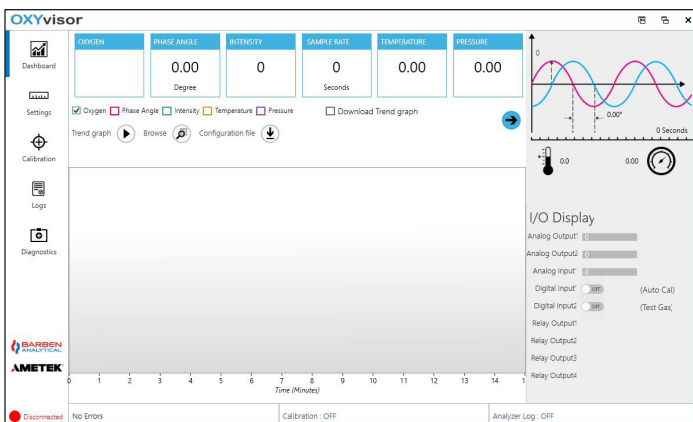 OXYvisor
Dashboard
Settings
Calibration
Logs
Diagnostics
BARBEN
ANALYTICAL
AMETEK
Disconnected
OXYGEN PHASE ANGLE INTENSITY SAMPLE RATE TEMPERATURE PRESSURE
0.00 0 0 0.00 0.00
Degree Seconds
Oxygen Phase Angle Intensity Temperature Pressure Download Trend graph
Trend graph Browse Configuration file
0 1 2 3 4 5 6 7 8 9 10 11 12 13 14 1
Time (Minutes)
No Errors Calibration : OFF Analyzer Log : OFF
0
0.00°
0 Seconds
0.0 0.00
I/O Display
Analog Output1 0
Analog Output2 0
Analog Input 0
Digital Input1 Off (Auto Cal)
Digital Input2 Off (Test Gas)
Relay Output1
Relay Output2
Relay Output3
Relay Output4